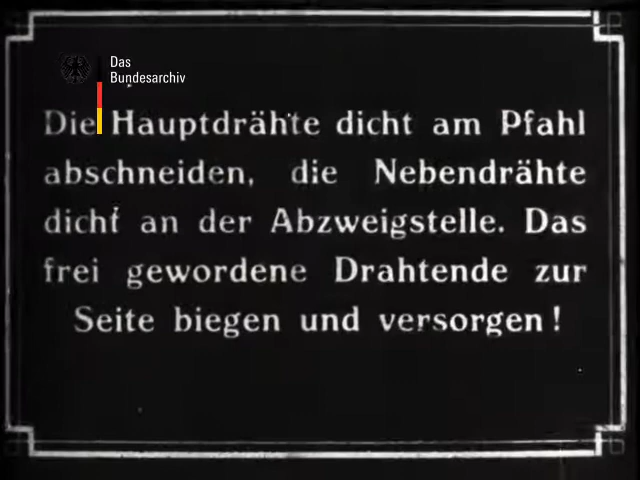 Das
Bundesarchiv
Die Hauptdrähte dicht am Pfahl
abschneiden, die Nebendrähte
dicht an der Abzweigstelle. Das
frei gewordene Drahtende zur
Seite biegen und versorgen!